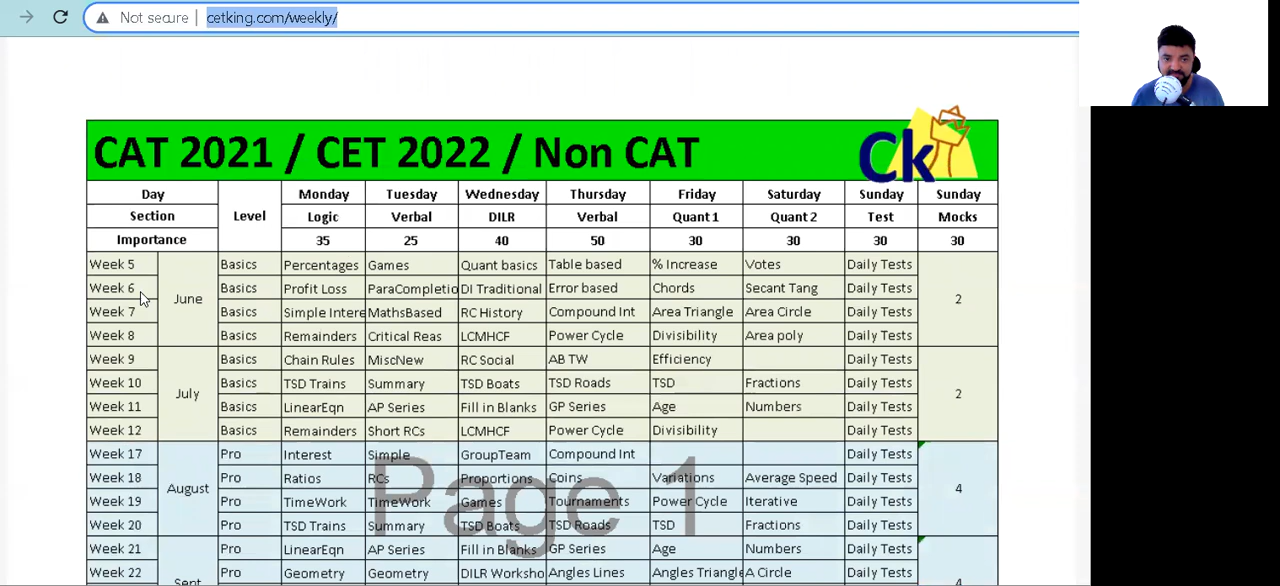 Not secure | cetking.com/weekly/
CAT 2021 / CET 2022 / Non CAT
Ck
Day Monday Tuesday Wednesday Thursday Friday Saturday Sunday Sunday
Section Level Logic Verbal DILR Verbal Quant 1 Quant 2 Test Mocks
Importance 35 25 40 50 30 30 30 30
Week 5 Basics Percentages Games Quant basics Table based % Increase Votes Daily Tests
Week 6 June Basics Profit Loss ParaCompletio DI Traditional Error based Chords Secant Tang Daily Tests 2
Week 7 Basics Simple Intere MathsBased RC History Compound Int Area Triangle Area Circle Daily Tests
Week 8 Basics Remainders Critical Reas LCMHCF Power Cycle Divisibility Area poly Daily Tests
Week 9 Basics Chain Rules MiscNew RC Social AB TW Efficiency Daily Tests
Week 10 July Basics TSD Trains Summary TSD Boats TSD Roads TSD Fractions Daily Tests 2
Week 11 Basics LinearEqn AP Series Fill in Blanks GP Series Age Numbers Daily Tests
Week 12 Basics Remainders Short RCs LCMHCF Power Cycle Divisibility Daily Tests
Week 17 Pro Interest Simple GroupTeam Compound Int Daily Tests
Week 18 August Pro Ratios RCs Proportions Coins Variations Average Speed Daily Tests 4
Week 19 Pro TimeWork TimeWork Games Tournaments Power Cycle Iterative Daily Tests
Week 20 Pro TSD Trains Summary TSD Boats TSD Roads TSD Fractions Daily Tests
Page 1
Week 21 Pro LinearEqn AP Series Fill in Blanks GP Series Age Numbers Daily Tests
Week 22 Sept Pro Geometry Geometry DILR Worksho Angles Lines Angles Triangle A Circle Daily Tests 4